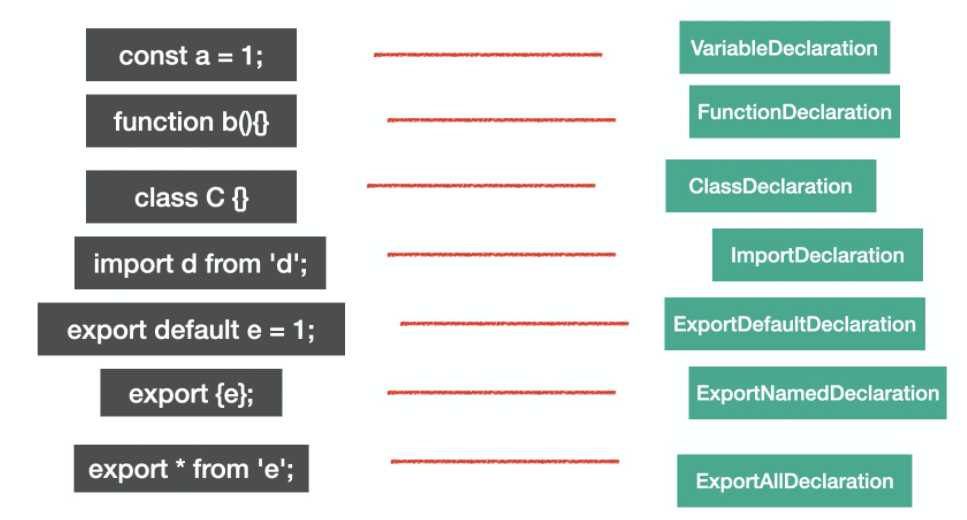 const a = 1;
VariableDeclaration
function b(){}
FunctionDeclaration
class C {}
ClassDeclaration
import d from 'd';
ImportDeclaration
export default e = 1;
ExportDefaultDeclaration
export {e};
ExportNamedDeclaration
export * from 'e';
ExportAllDeclaration